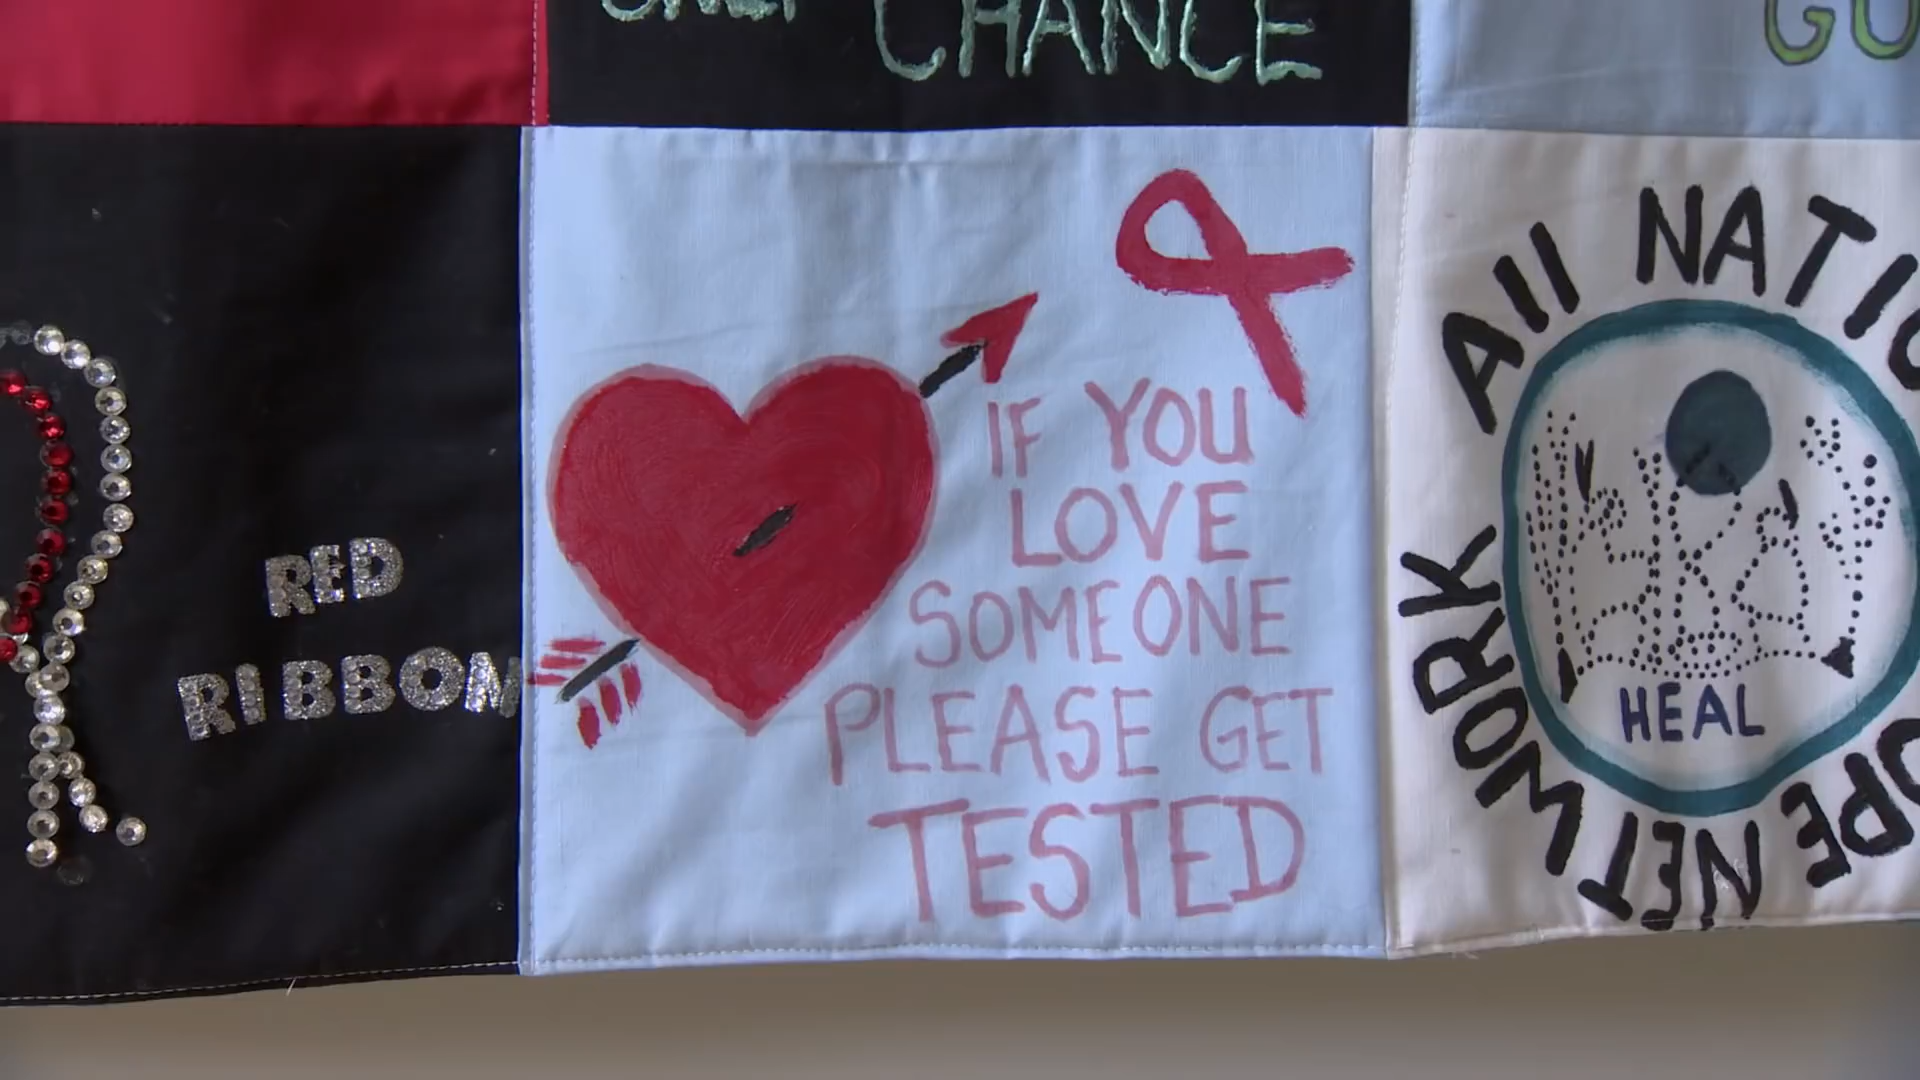 CHANCE
GU
RED
RIBBON
IF YOU
LOVE
SOMEONE
PLEASE GET
TESTED
All NATIO
OPE NETWORK
HEAL